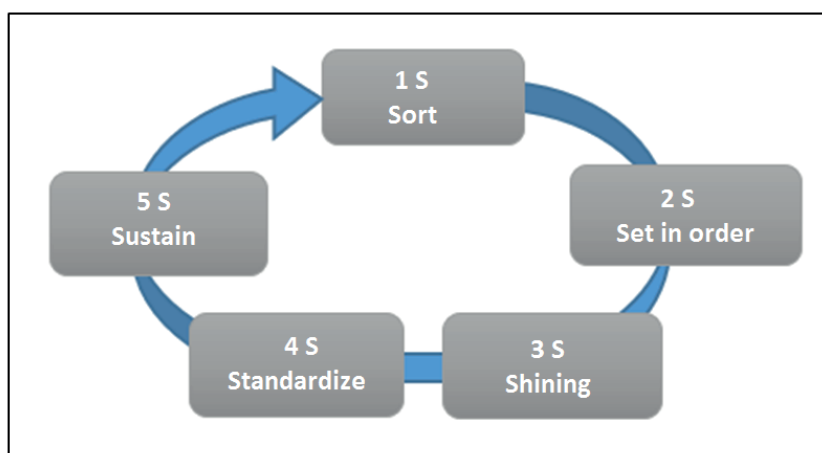 1 S
Sort
2 S
Set in order
3 S
Shining
4 S
Standardize
5 S
Sustain